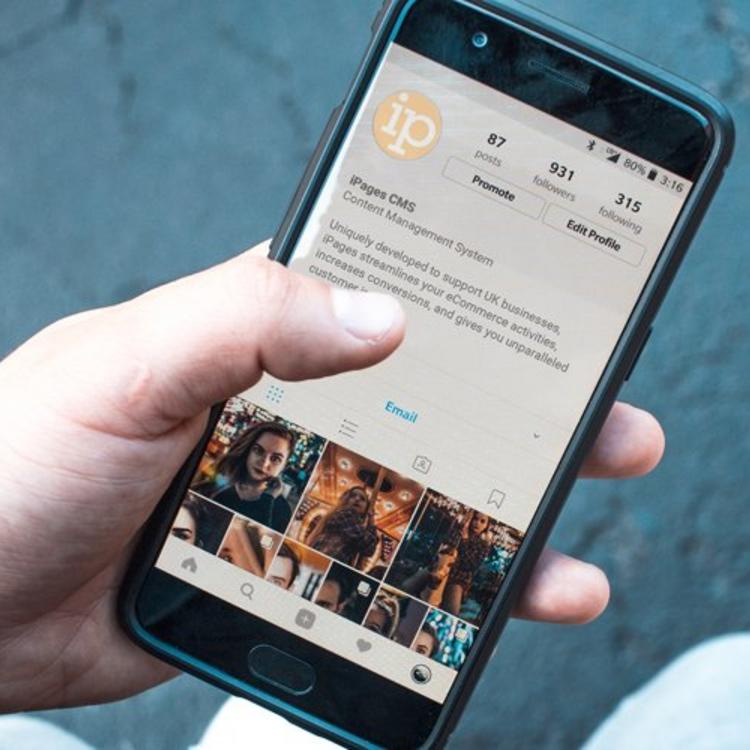 80% 3:16
ip
87 931 315
posts followers following
Promote Edit Profile
iPages CMS
Content Management System
Uniquely developed to support UK businesses,
iPages streamlines your eCommerce activities,
increases conversions, and gives you unparalleled
customer
Email